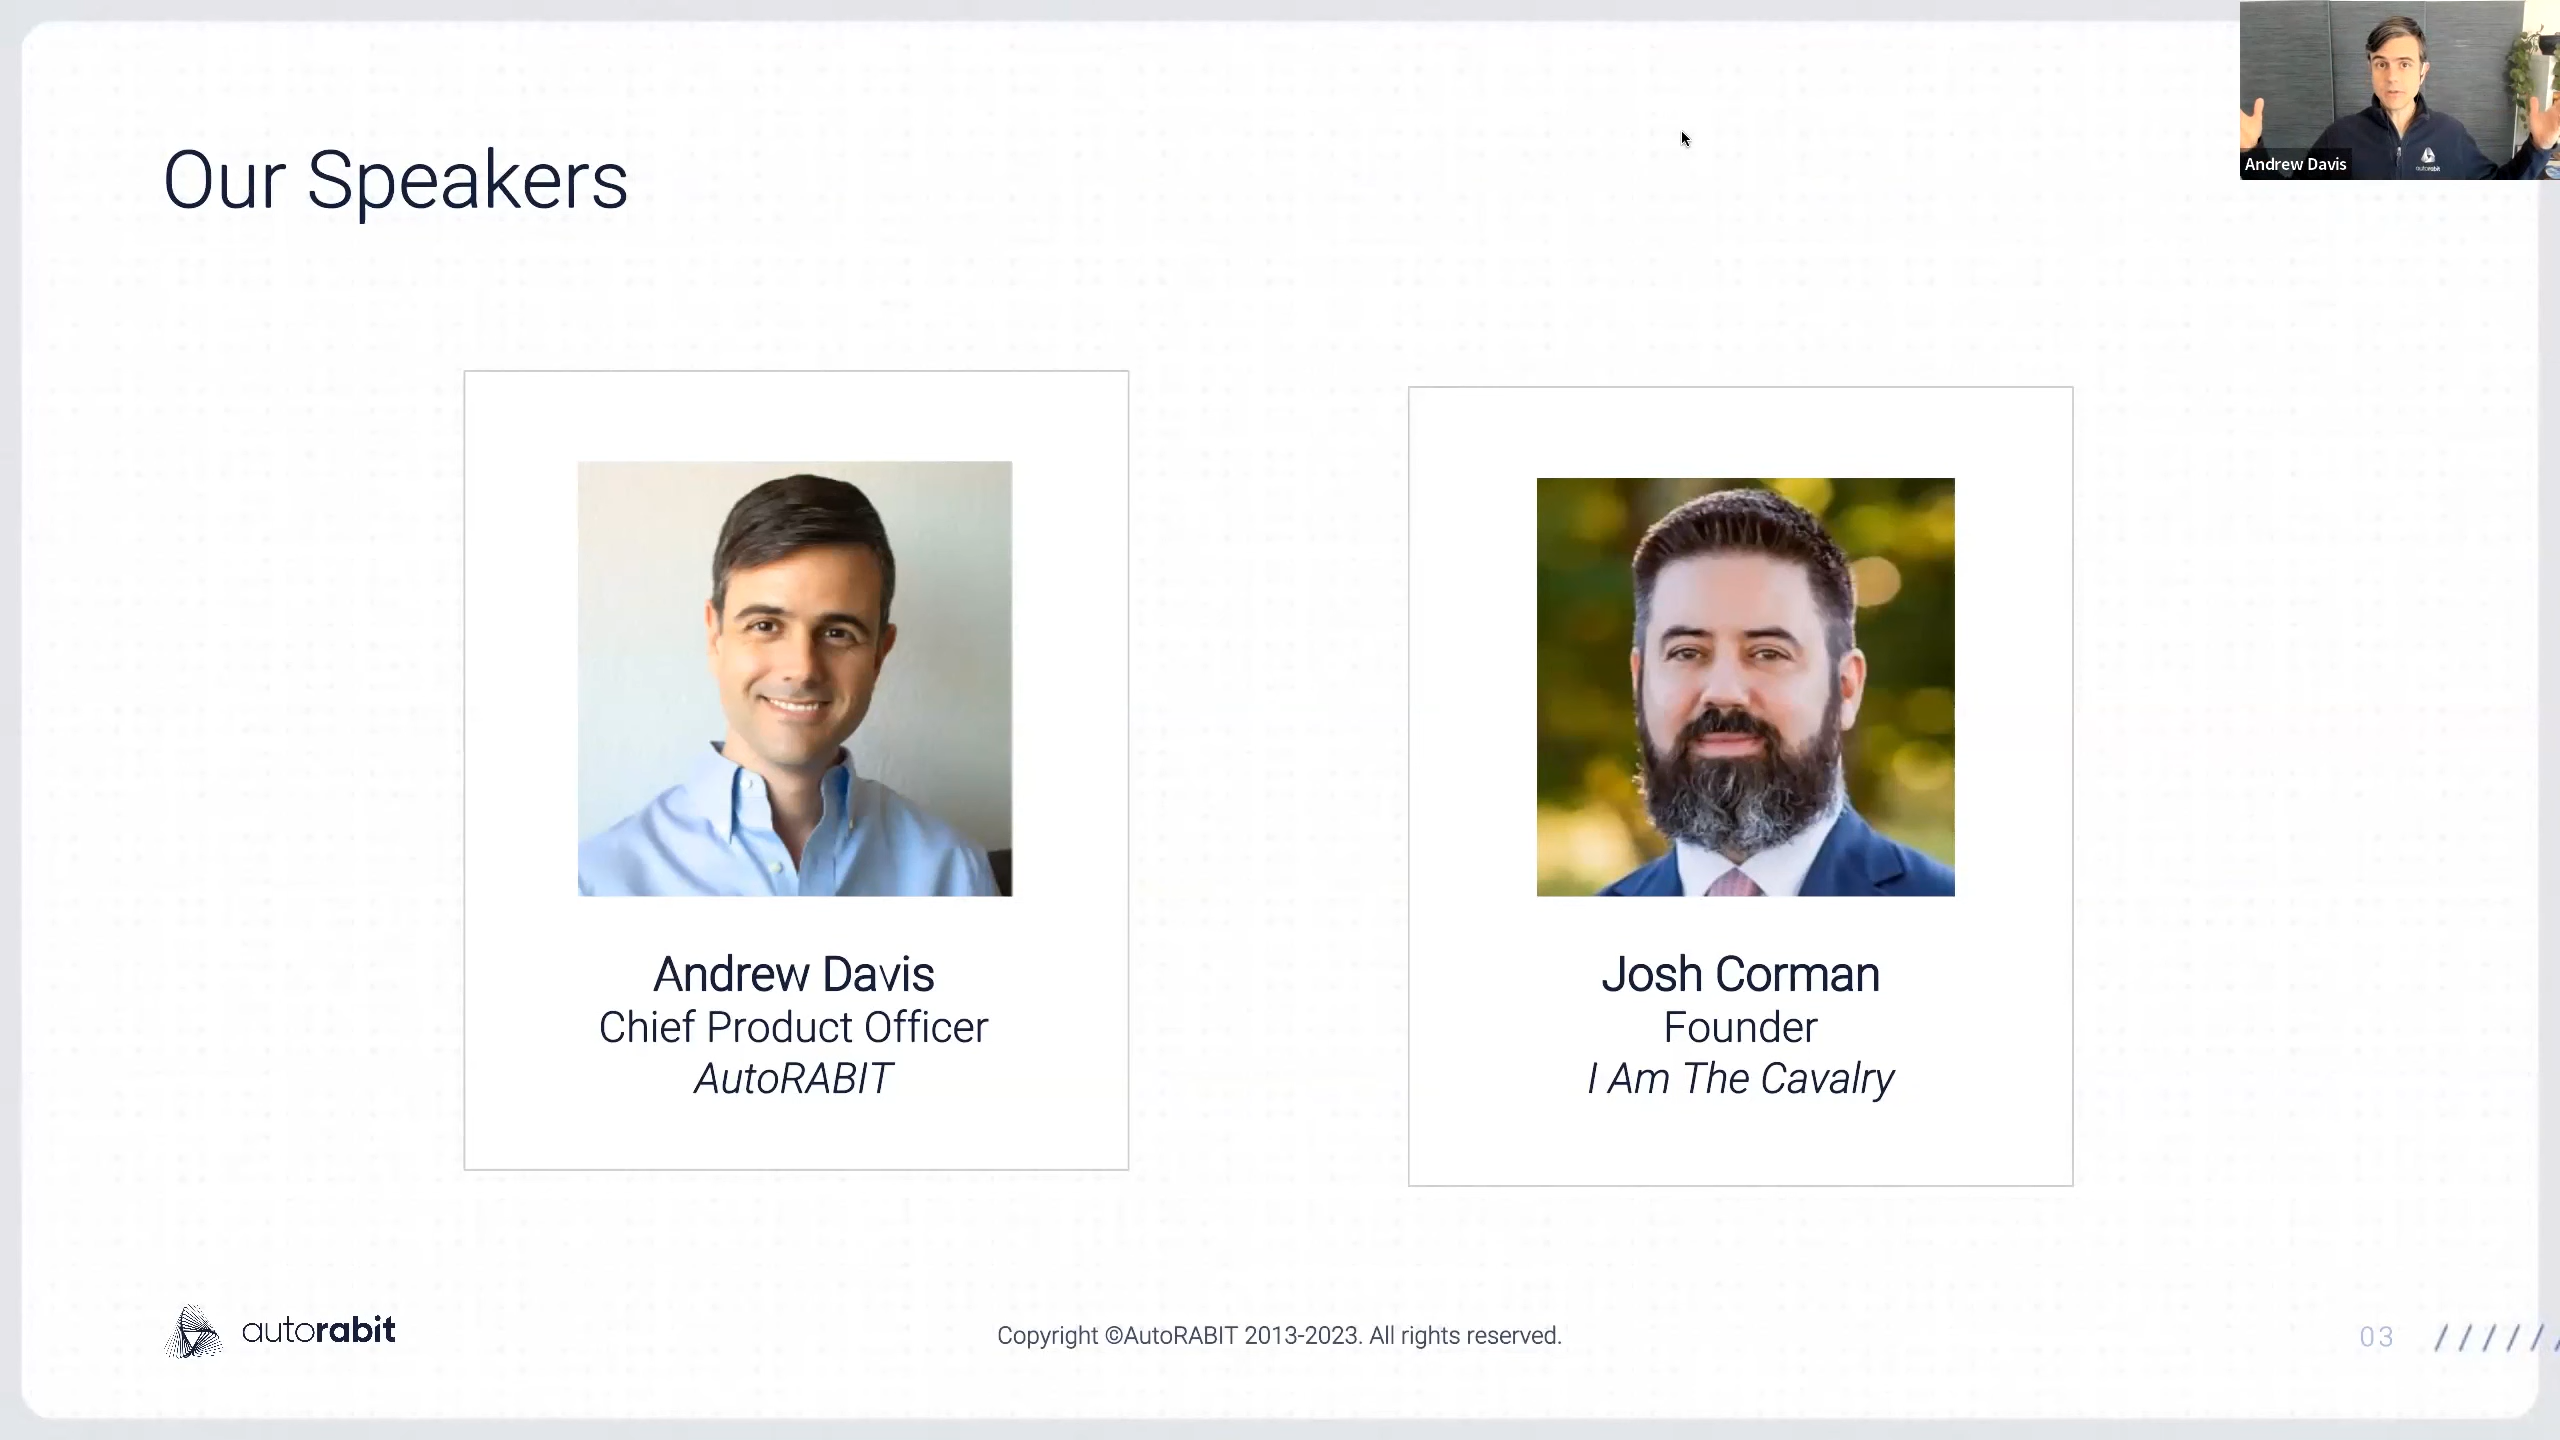 Our Speakers
Andrew Davis
Andrew Davis
Chief Product Officer
AutoRABIT
Josh Corman
Founder
I Am The Cavalry
autorabit
Copyright ©AutoRABIT 2013-2023. All rights reserved.
03
autorabit